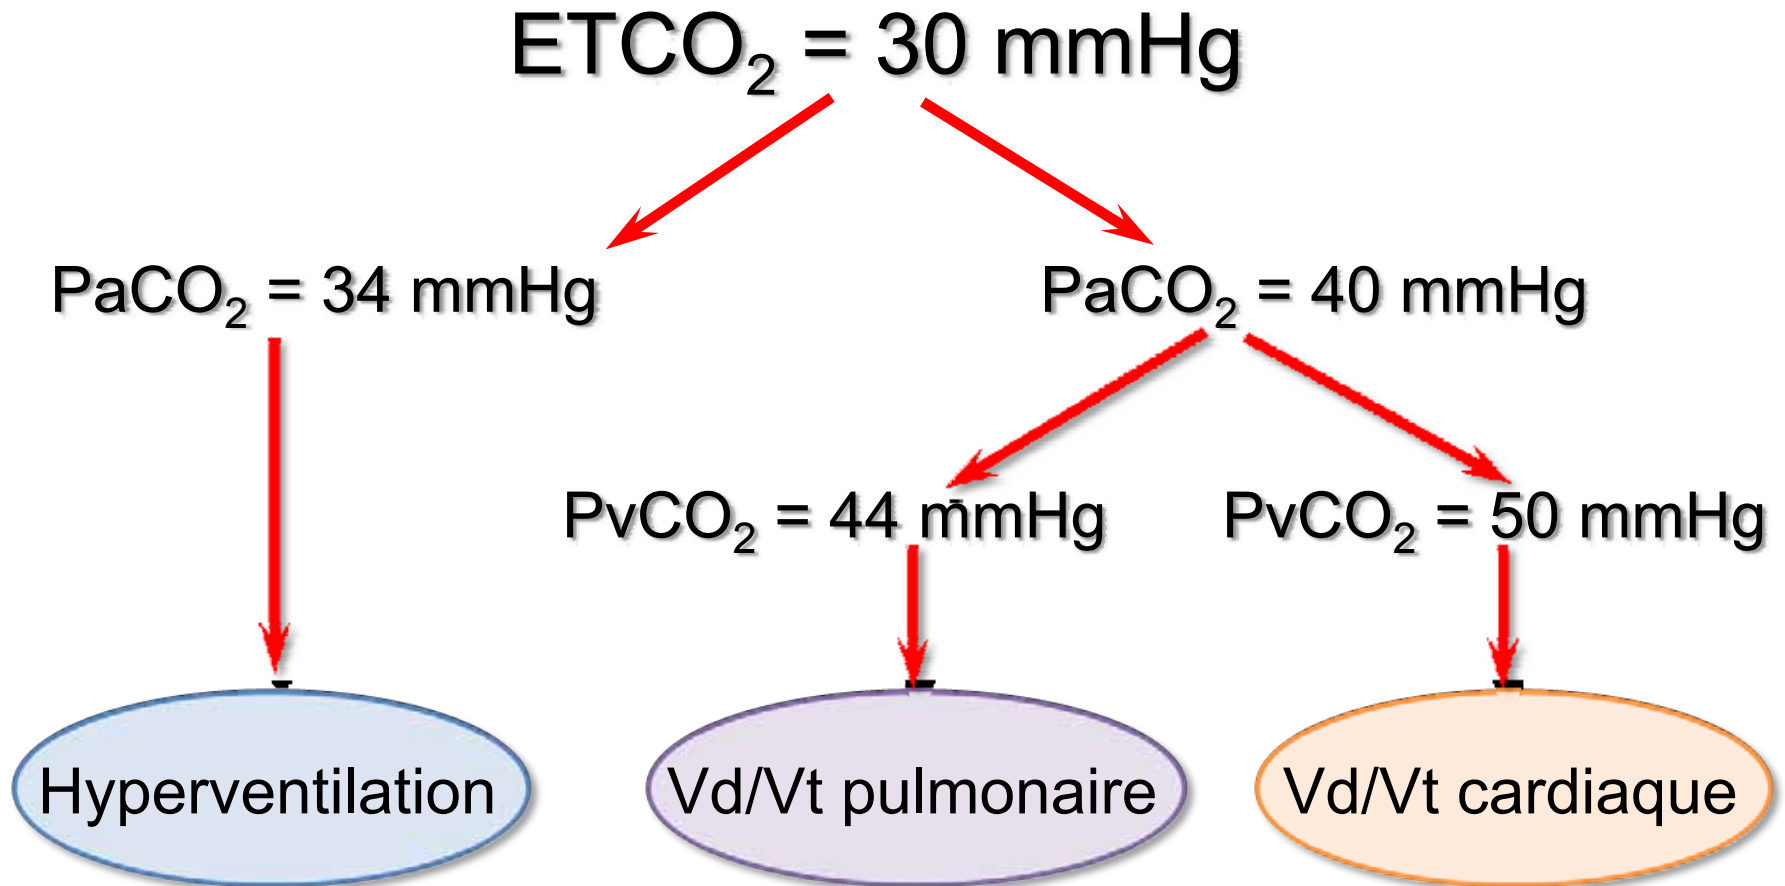 ETCO₂ = 30 mmHg
PaCO₂ = 34 mmHg
PaCO₂ = 40 mmHg
PvCO₂ = 44 mmHg
PvCO₂ = 50 mmHg
Hyperventilation
Vd/Vt pulmonaire
Vd/Vt cardiaque